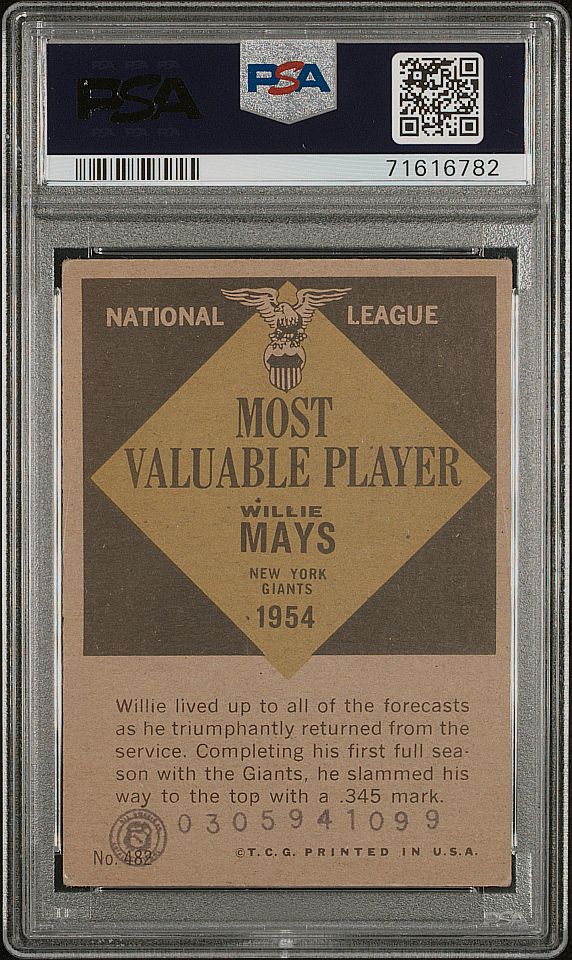 PSA
PSA
71616782
NATIONAL LEAGUE
MOST
VALUABLE PLAYER
WILLIE
MAYS
NEW YORK
GIANTS
1954
Willie lived up to all of the forecasts
as he triumphantly returned from the
service. Completing his first full sea-
son with the Giants, he slammed his
way to the top with a .345 mark.
0305941099
No. 482
©T.C.G. PRINTED IN U.S.A.
PSA